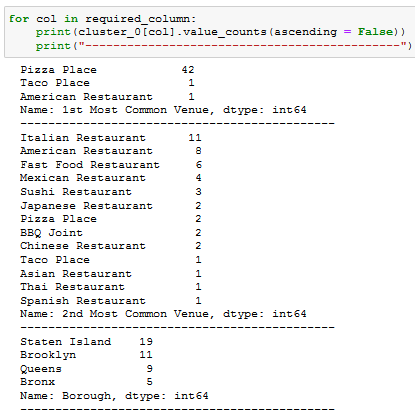 for col in required_column:
    print(cluster_0[col].value_counts(ascending = False))
    print("---------------------------------------------")
Pizza Place 42
Taco Place 1
American Restaurant 1
Name: 1st Most Common Venue, dtype: int64
---------------------------------------------
Italian Restaurant 11
American Restaurant 8
Fast Food Restaurant 6
Mexican Restaurant 4
Sushi Restaurant 3
Japanese Restaurant 2
Pizza Place 2
BBQ Joint 2
Chinese Restaurant 2
Taco Place 1
Asian Restaurant 1
Thai Restaurant 1
Spanish Restaurant 1
Name: 2nd Most Common Venue, dtype: int64
---------------------------------------------
Staten Island 19
Brooklyn 11
Queens 9
Bronx 5
Name: Borough, dtype: int64
---------------------------------------------